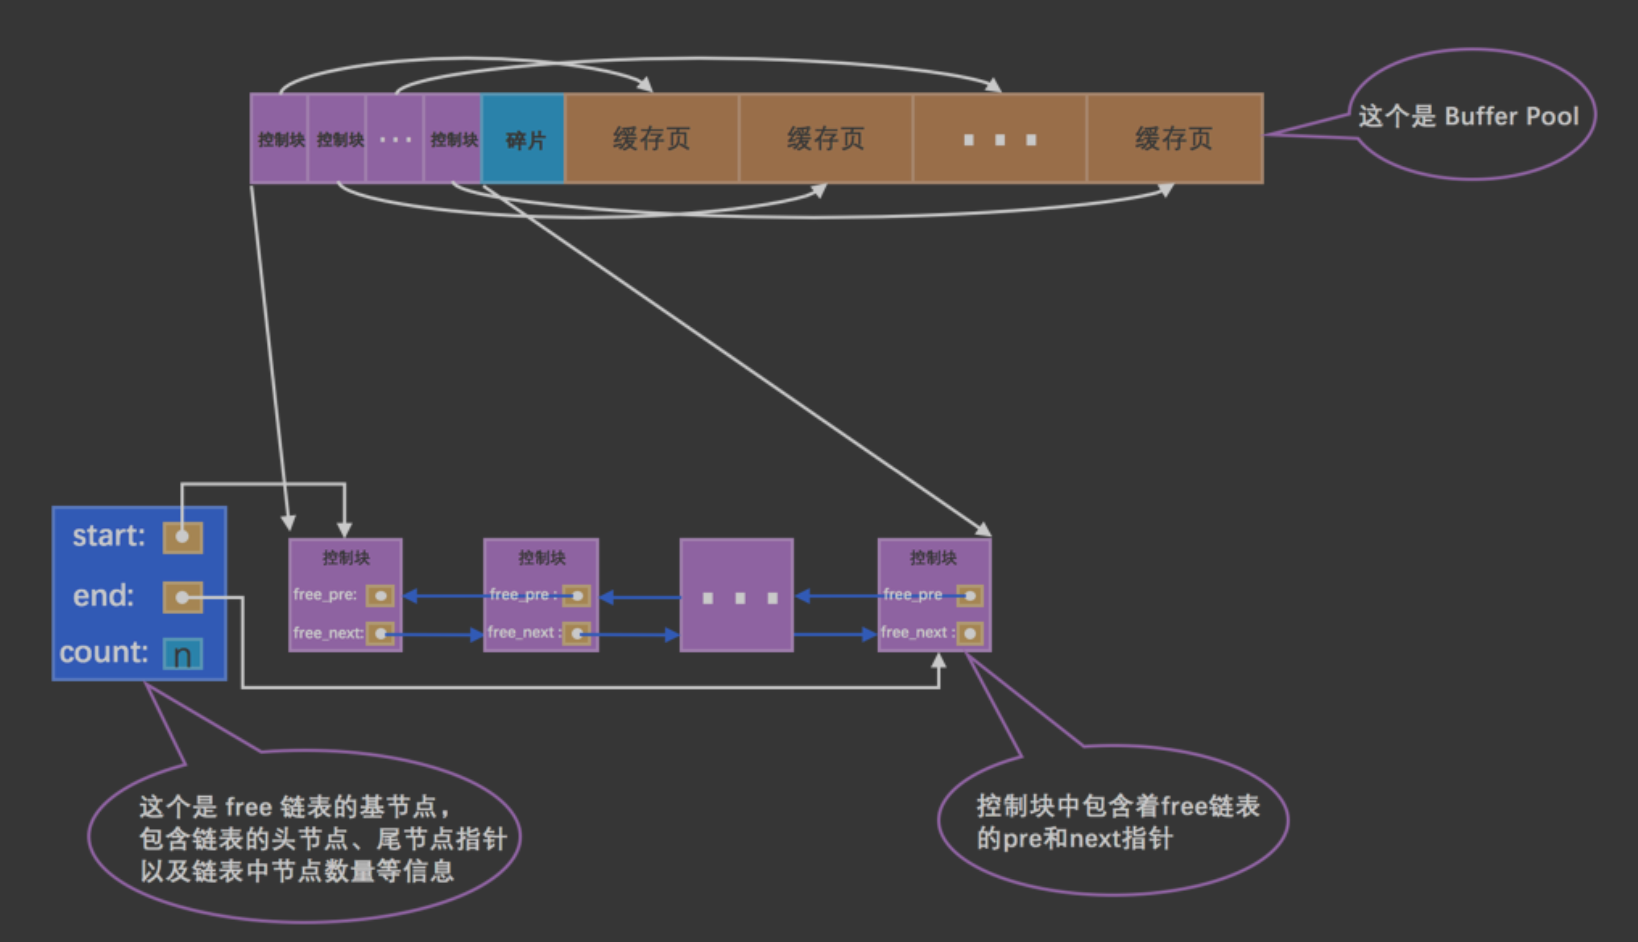 控制块
控制块
...
控制块
碎片
缓存页
缓存页
...
缓存页
这个是 Buffer Pool
start:
end:
count: n
控制块
free_pre:
free_next:
控制块
free_pre :
free_next :
...
控制块
free_pre
free_next :
这个是 free 链表的基节点，
包含链表的头节点、尾节点指针
以及链表中节点数量等信息
控制块中包含着free链表
的pre和next指针